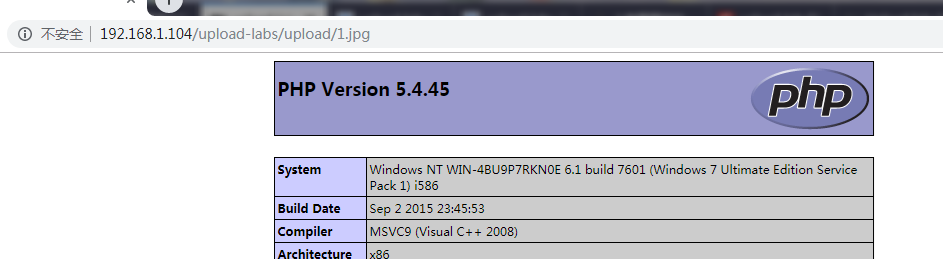 不安全 | 192.168.1.104/upload-labs/upload/1.jpg
PHP Version 5.4.45
php
System
Windows NT WIN-4BU9P7RKN0E 6.1 build 7601 (Windows 7 Ultimate Edition Service
Pack 1) i586
Build Date
Sep 2 2015 23:45:53
Compiler
MSVC9 (Visual C++ 2008)
Architecture
x86